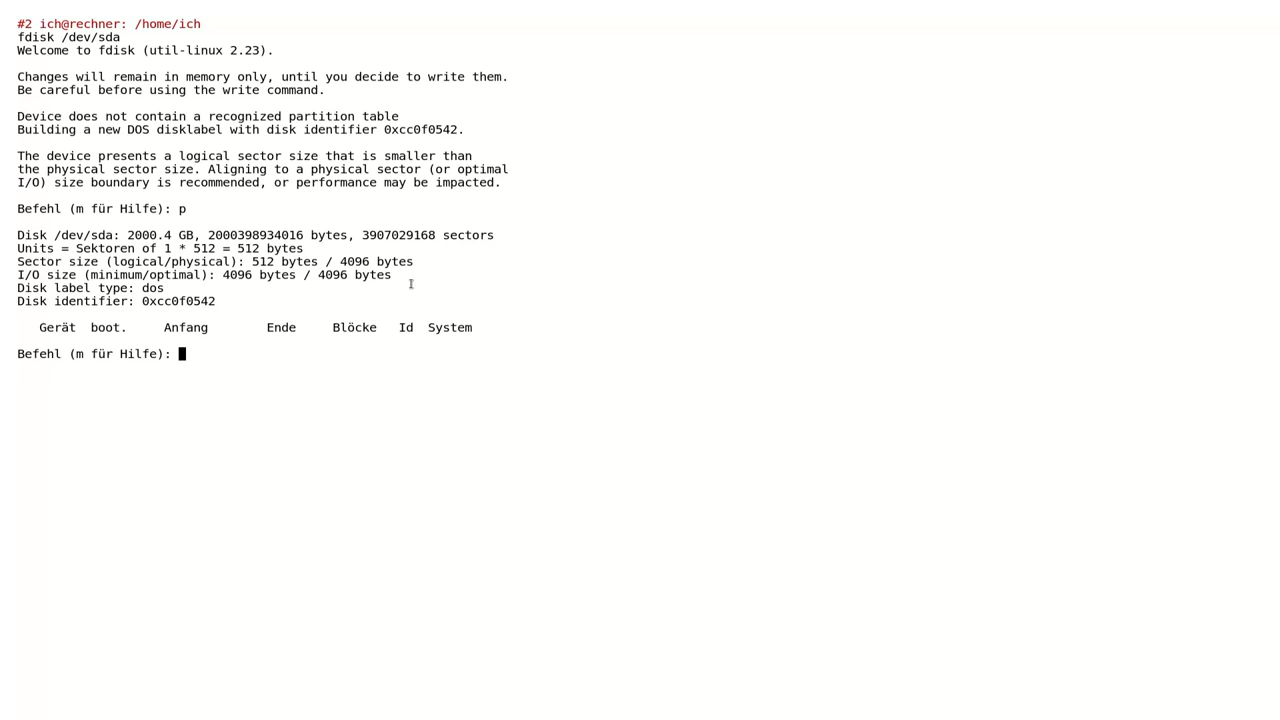 #2 ich@rechner: /home/ich
fdisk /dev/sda
Welcome to fdisk (util-linux 2.23).
Changes will remain in memory only, until you decide to write them.
Be careful before using the write command.
Device does not contain a recognized partition table
Building a new DOS disklabel with disk identifier 0xcc0f0542.
The device presents a logical sector size that is smaller than
the physical sector size. Aligning to a physical sector (or optimal
I/O) size boundary is recommended, or performance may be impacted.
Befehl (m für Hilfe): p
Disk /dev/sda: 2000.4 GB, 2000398934016 bytes, 3907029168 sectors
Units = Sektoren of 1 * 512 = 512 bytes
Sector size (logical/physical): 512 bytes / 4096 bytes
I/O size (minimum/optimal): 4096 bytes / 4096 bytes
Disk label type: dos
Disk identifier: 0xcc0f0542
Gerät  boot.     Anfang        Ende     Blöcke   Id  System
Befehl (m für Hilfe):